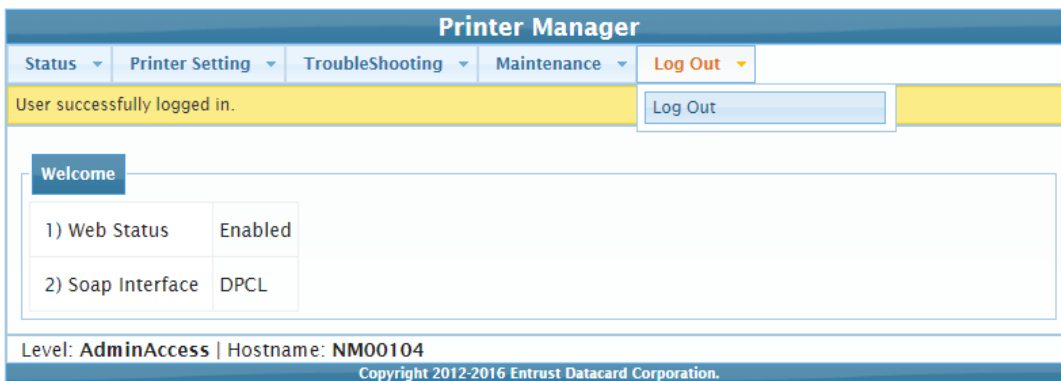 Printer Manager
Status Printer Setting TroubleShooting Maintenance Log Out
User successfully logged in.
Log Out
Welcome
1) Web Status Enabled
2) Soap Interface DPCL
Level: AdminAccess | Hostname: NM00104
Copyright 2012-2016 Entrust Datacard Corporation.